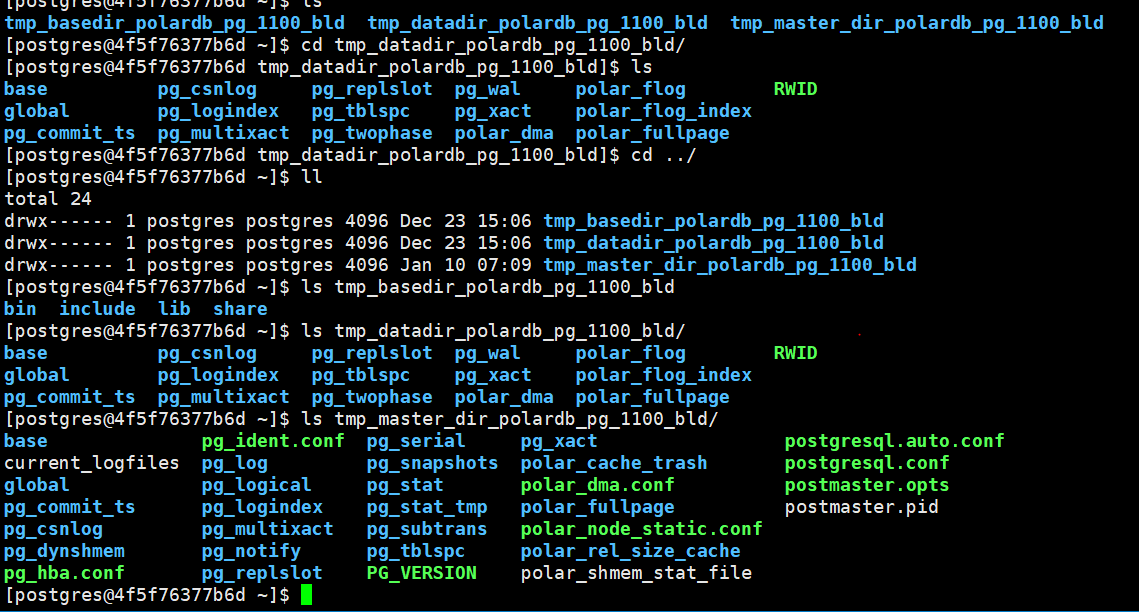 [postgres@4f5f76377b6d ~]$ ls
tmp_basedir_polardb_pg_1100_bld  tmp_datadir_polardb_pg_1100_bld  tmp_master_dir_polardb_pg_1100_bld
[postgres@4f5f76377b6d ~]$ cd tmp_datadir_polardb_pg_1100_bld/
[postgres@4f5f76377b6d tmp_datadir_polardb_pg_1100_bld]$ ls
base          pg_csnlog     pg_replslot  pg_wal     polar_flog        RWID
global        pg_logindex   pg_tblspc    pg_xact    polar_flog_index
pg_commit_ts  pg_multixact  pg_twophase  polar_dma  polar_fullpage
[postgres@4f5f76377b6d tmp_datadir_polardb_pg_1100_bld]$ cd ../
[postgres@4f5f76377b6d ~]$ ll
total 24
drwx------ 1 postgres postgres 4096 Dec 23 15:06 tmp_basedir_polardb_pg_1100_bld
drwx------ 1 postgres postgres 4096 Dec 23 15:06 tmp_datadir_polardb_pg_1100_bld
drwx------ 1 postgres postgres 4096 Jan 10 07:09 tmp_master_dir_polardb_pg_1100_bld
[postgres@4f5f76377b6d ~]$ ls tmp_basedir_polardb_pg_1100_bld
bin  include  lib  share
[postgres@4f5f76377b6d ~]$ ls tmp_datadir_polardb_pg_1100_bld/
base          pg_csnlog     pg_replslot  pg_wal     polar_flog        RWID
global        pg_logindex   pg_tblspc    pg_xact    polar_flog_index
pg_commit_ts  pg_multixact  pg_twophase  polar_dma  polar_fullpage
[postgres@4f5f76377b6d ~]$ ls tmp_master_dir_polardb_pg_1100_bld/
base              pg_ident.conf  pg_serial     pg_xact                 postgresql.auto.conf
current_logfiles  pg_log         pg_snapshots  polar_cache_trash       postgresql.conf
global            pg_logical     pg_stat       polar_dma.conf          postmaster.opts
pg_commit_ts      pg_logindex    pg_stat_tmp   polar_fullpage          postmaster.pid
pg_csnlog         pg_multixact   pg_subtrans   polar_node_static.conf
pg_dynshmem       pg_notify      pg_tblspc     polar_rel_size_cache
pg_hba.conf       pg_replslot    PG_VERSION    polar_shmem_stat_file
[postgres@4f5f76377b6d ~]$